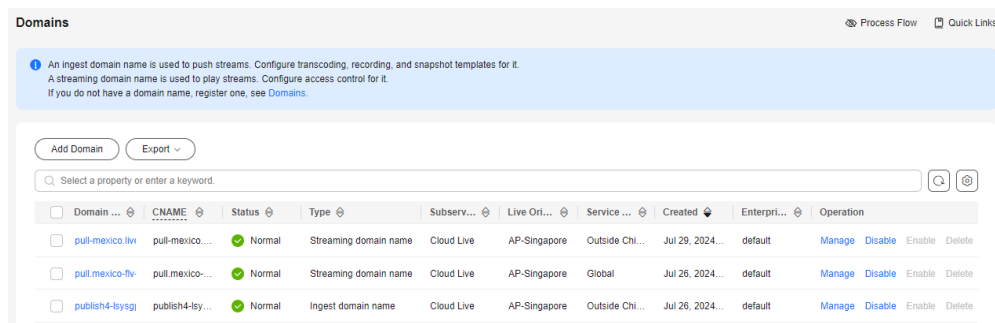 Domains
Process Flow
Quick Links
An ingest domain name is used to push streams. Configure transcoding, recording, and snapshot templates for it.
A streaming domain name is used to play streams. Configure access control for it.
If you do not have a domain name, register one, see Domains.
Add Domain
Export
Select a property or enter a keyword.
Domain ... CNAME Status Type Subserv... Live Ori... Service ... Created Enterpri... Operation
pull-mexico.live pull-mexico.... Normal Streaming domain name Cloud Live AP-Singapore Outside Chi... Jul 29, 2024... default Manage Disable Enable Delete
pull.mexico-flv- pull.mexico-... Normal Streaming domain name Cloud Live AP-Singapore Global Jul 26, 2024... default Manage Disable Enable Delete
publish4-lsysg publish4-lsy... Normal Ingest domain name Cloud Live AP-Singapore Outside Chi... Jul 26, 2024... default Manage Disable Enable Delete